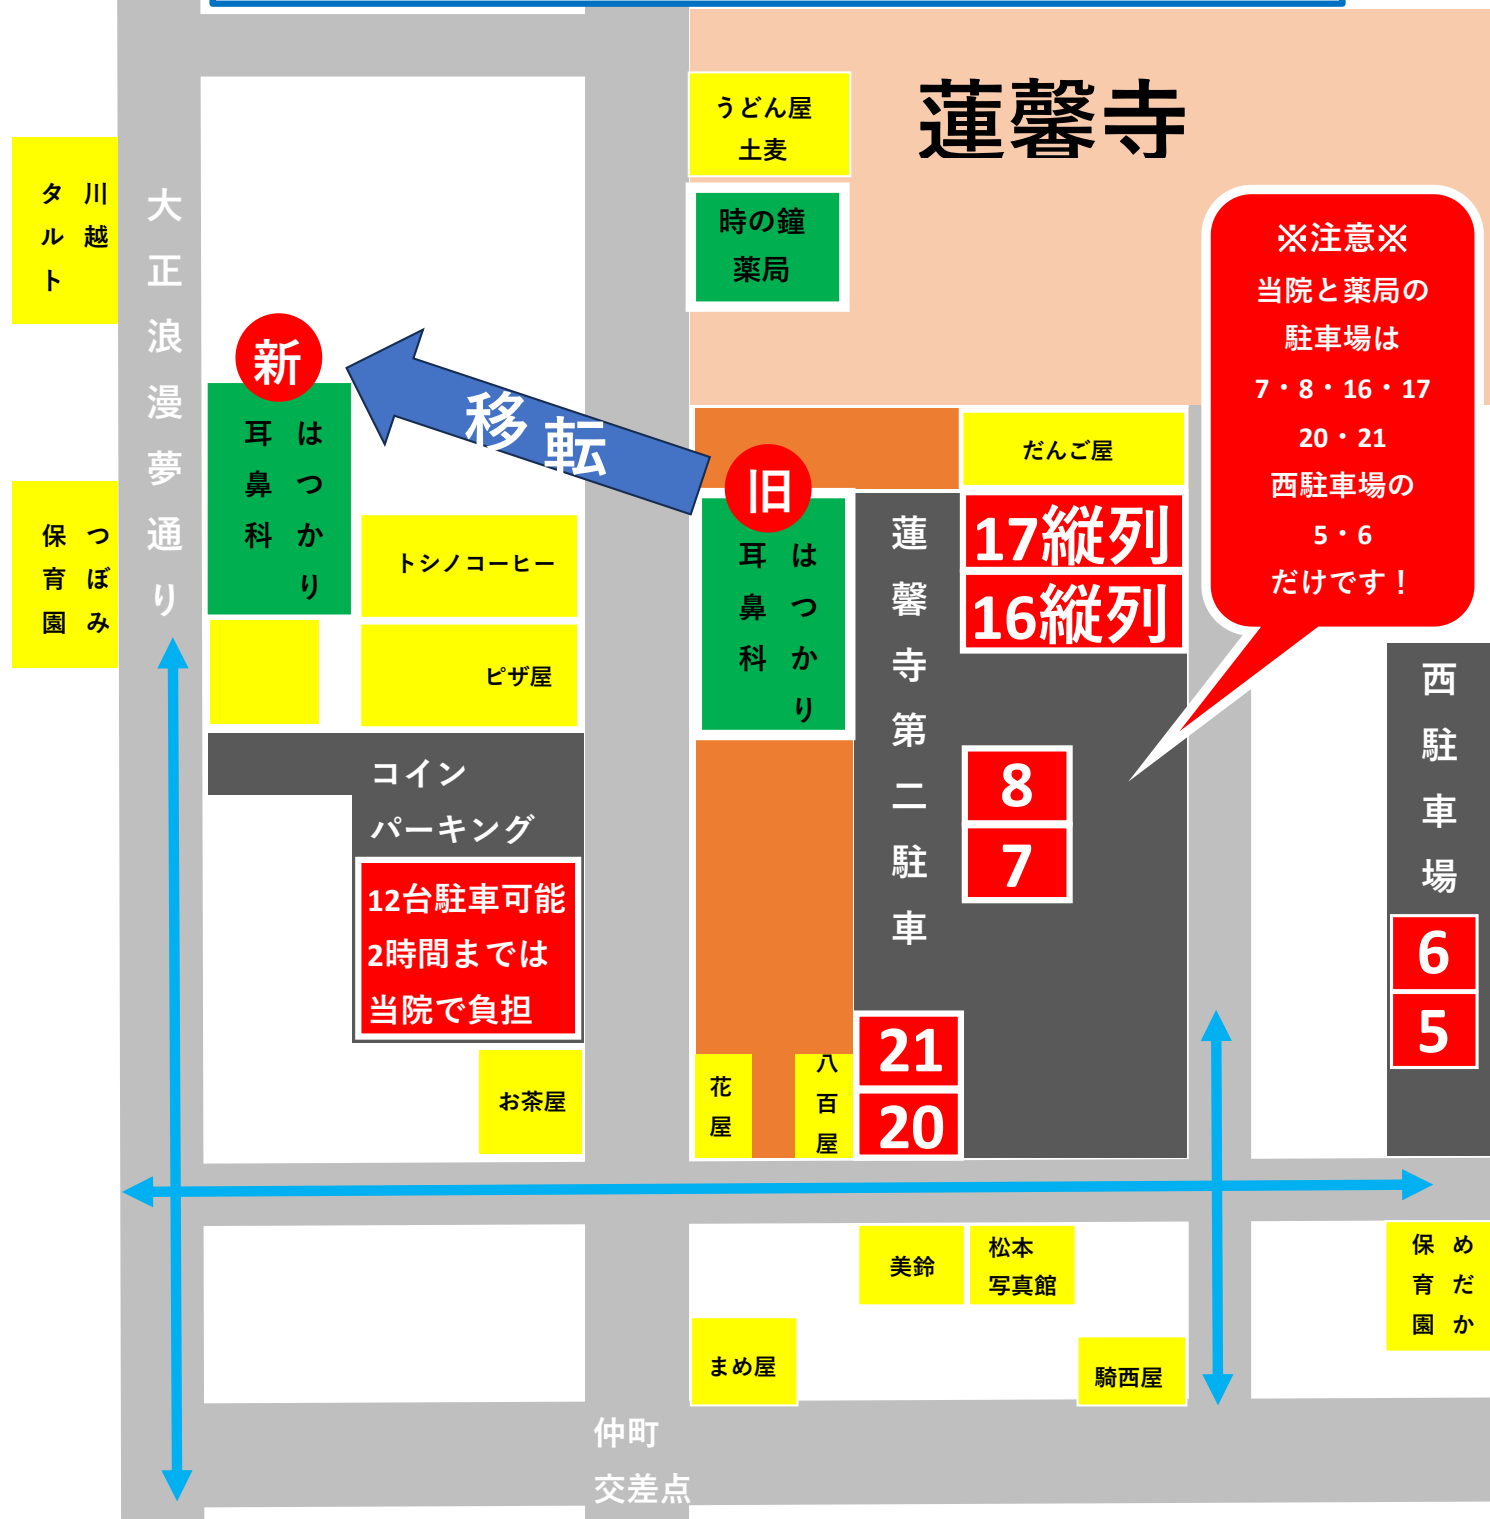 蓮馨寺
うどん屋
土麦
時の鐘
薬局
川越
タルト
大正浪漫夢通り
※注意※
当院と薬局の
駐車場は
7・8・16・17
20・21
西駐車場の
5・6
だけです！
新
移転
旧
はつかり
耳鼻科
だんご屋
はつかり
耳鼻科
蓮馨寺第二駐車
17縦列
16縦列
つぼみ
保育園
トシノコーヒー
ピザ屋
西駐車場
コイン
パーキング
8
7
12台駐車可能
2時間までは
当院で負担
6
5
21
20
お茶屋
花屋
八百屋
美鈴
松本
写真館
めだか
保育園
まめ屋
騎西屋
仲町
交差点